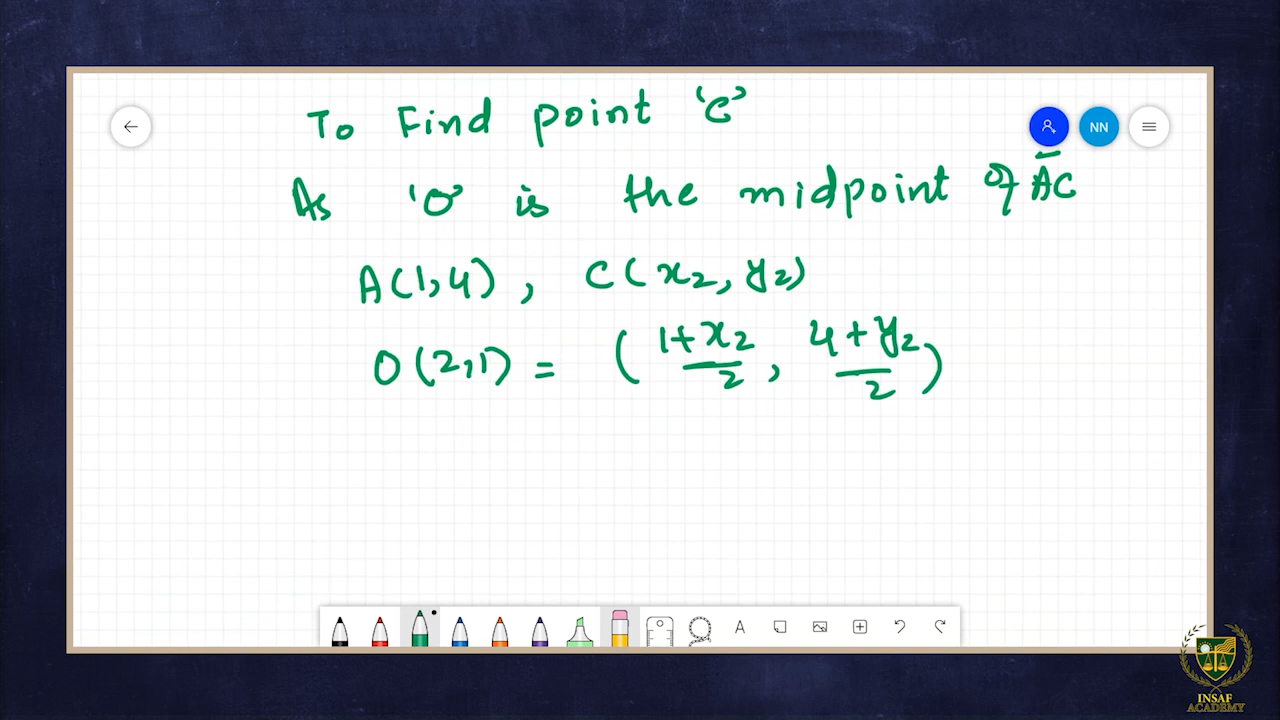 To Find point 'C'
NN
As 'O' is the midpoint of A̅C̅
A(1,4), C(x₂,y₂)
O(2,1) = (1+x₂/2, 4+y₂/2)
A
INSAF
ACADEMY